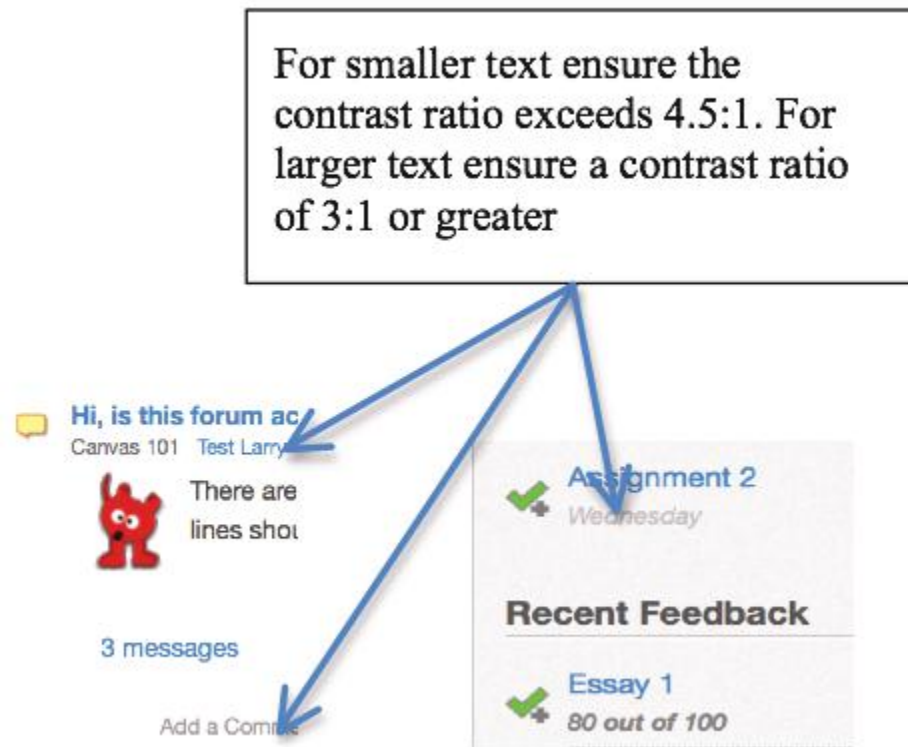 For smaller text ensure the
contrast ratio exceeds 4.5:1. For
larger text ensure a contrast ratio
of 3:1 or greater
Hi, is this forum ac
Canvas 101 Test Larry
There are
lines shou
3 messages
Add a Comme
Assignment 2
Wednesday
Recent Feedback
Essay 1
80 out of 100